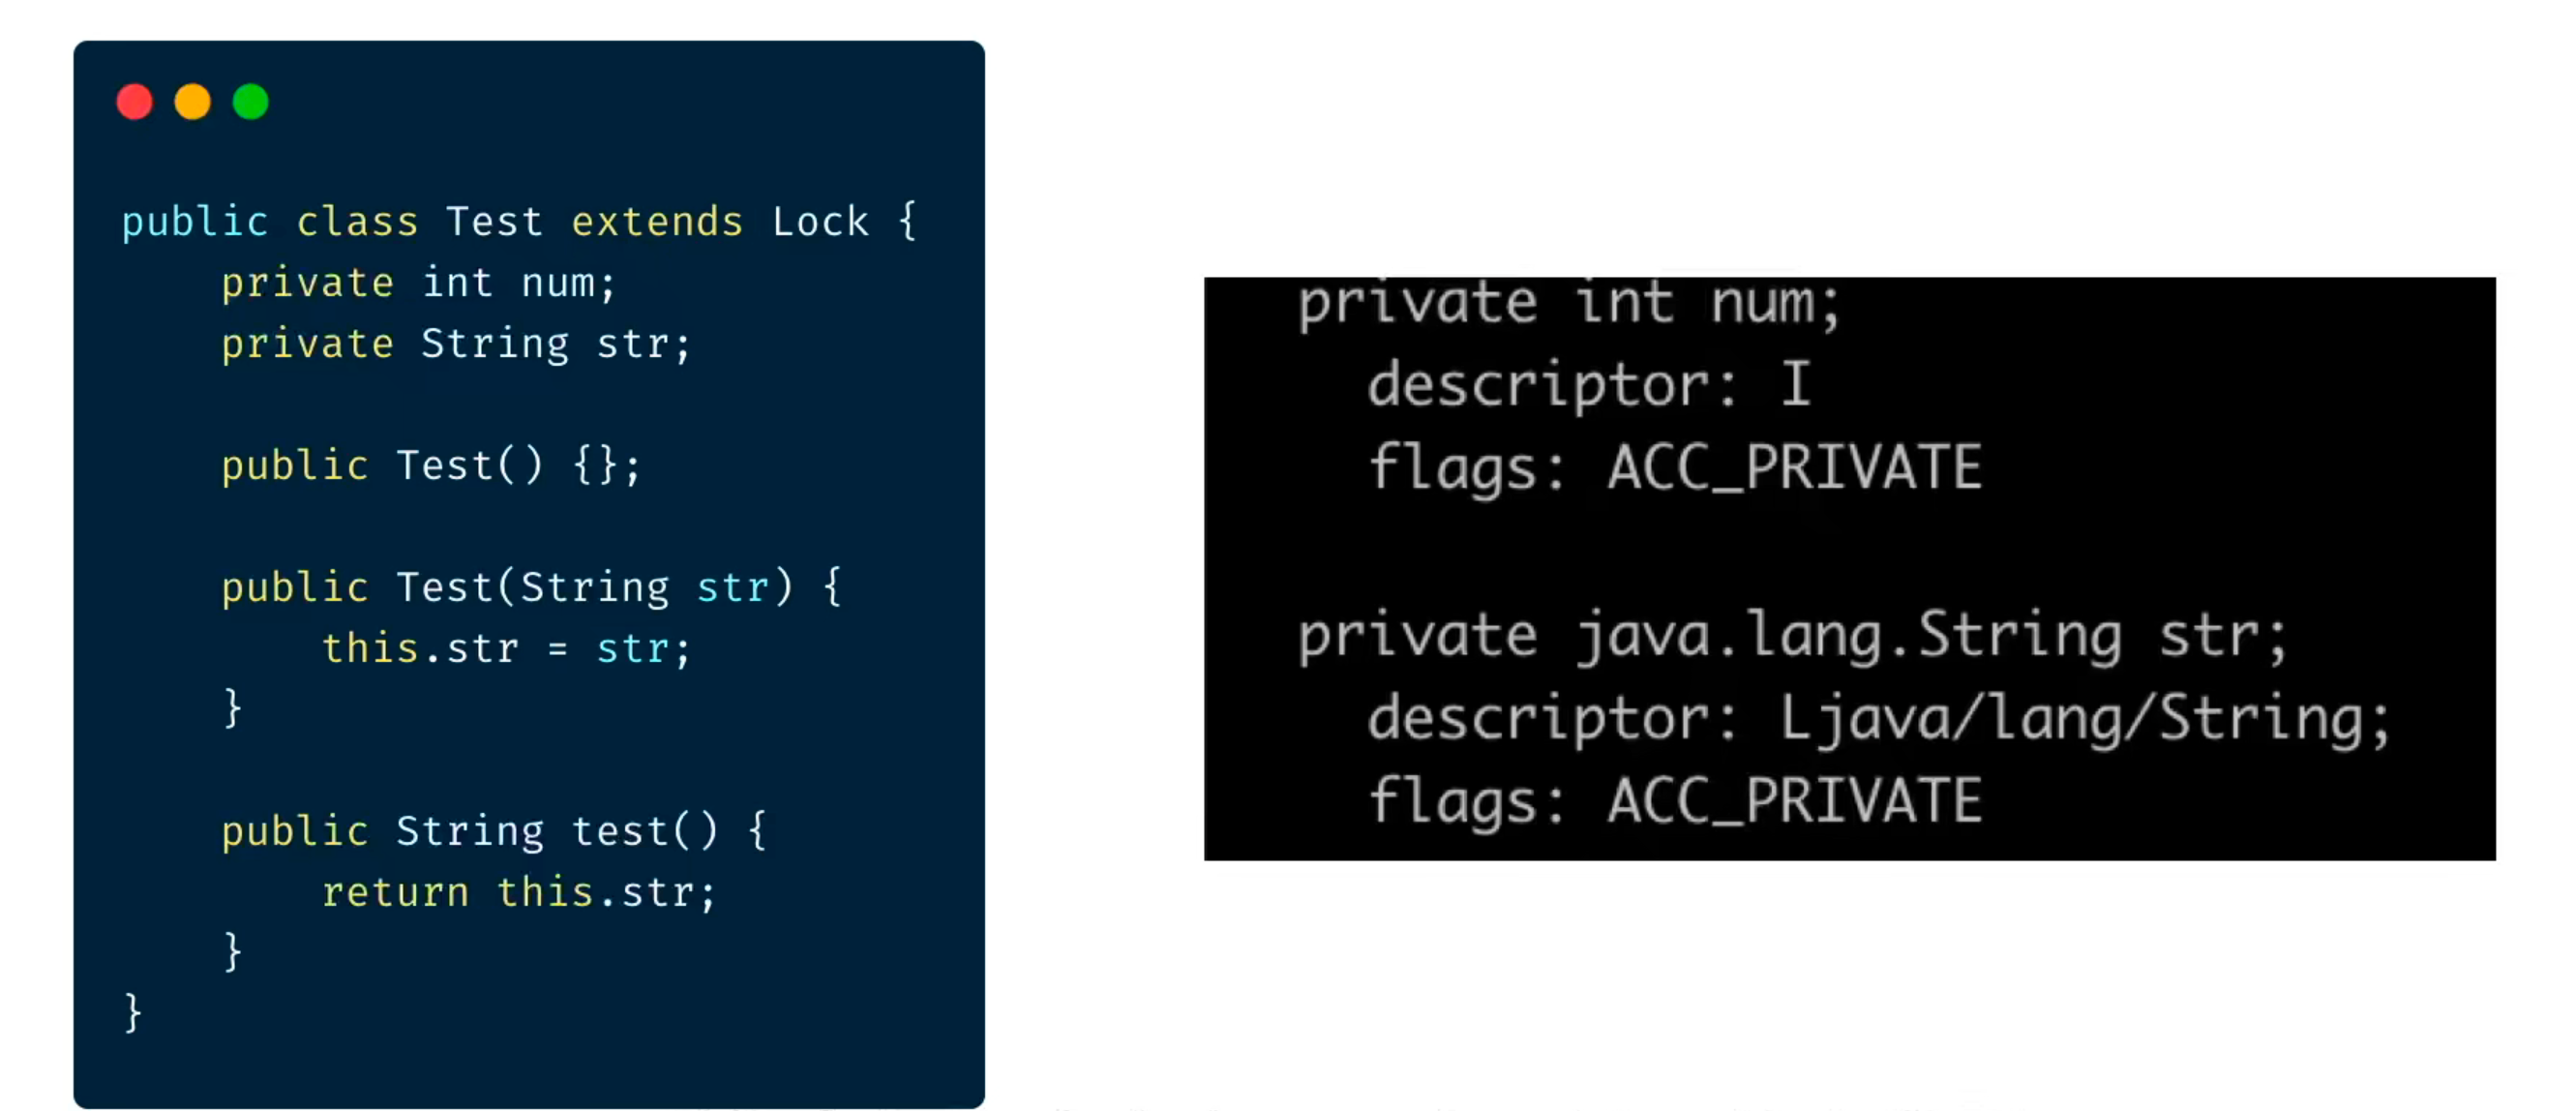 public class Test extends Lock {
    private int num;
    private String str;

    public Test() {};

    public Test(String str) {
        this.str = str;
    }

    public String test() {
        return this.str;
    }
}
private int num;
  descriptor: I
  flags: ACC_PRIVATE

private java.lang.String str;
  descriptor: Ljava/lang/String;
  flags: ACC_PRIVATE